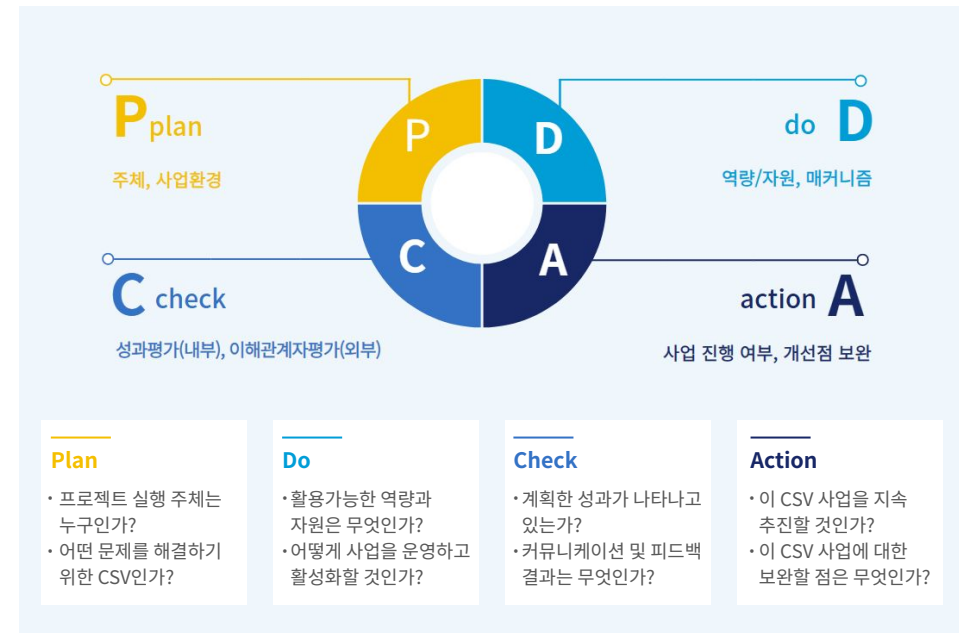 P plan
주체, 사업환경
P
D
do D
역량/자원, 매커니즘
C check
성과평가(내부), 이해관계자평가(외부)
C
A
action A
사업 진행 여부, 개선점 보완
Plan
· 프로젝트 실행 주체는
누구인가?
· 어떤 문제를 해결하기
위한 CSV인가?
Do
· 활용가능한 역량과
자원은 무엇인가?
· 어떻게 사업을 운영하고
활성화할 것인가?
Check
· 계획한 성과가 나타나고
있는가?
· 커뮤니케이션 및 피드백
결과는 무엇인가?
Action
· 이 CSV 사업을 지속
추진할 것인가?
· 이 CSV 사업에 대한
보완할 점은 무엇인가?